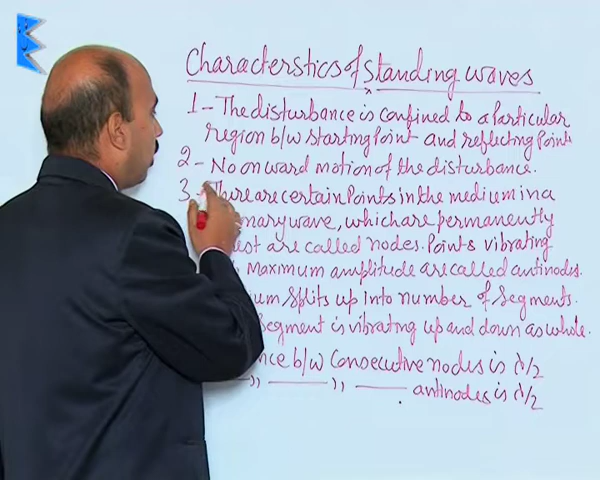 Characterstics of standing waves
1 - The disturbance is confined to a Particular
region b/w starting Point and reflecting Point
2 - No onward motion of the disturbance.
3 - There are certain Points in the medium in a
wave, which are permanently
are called nodes. Points vibrating
Maximum amplitude are called antinodes.
splits up into number of segments.
segment is vibrating up and down as whole.
b/w Consecutive nodes is λ/2
— ,, — ,, — antinodes is λ/2